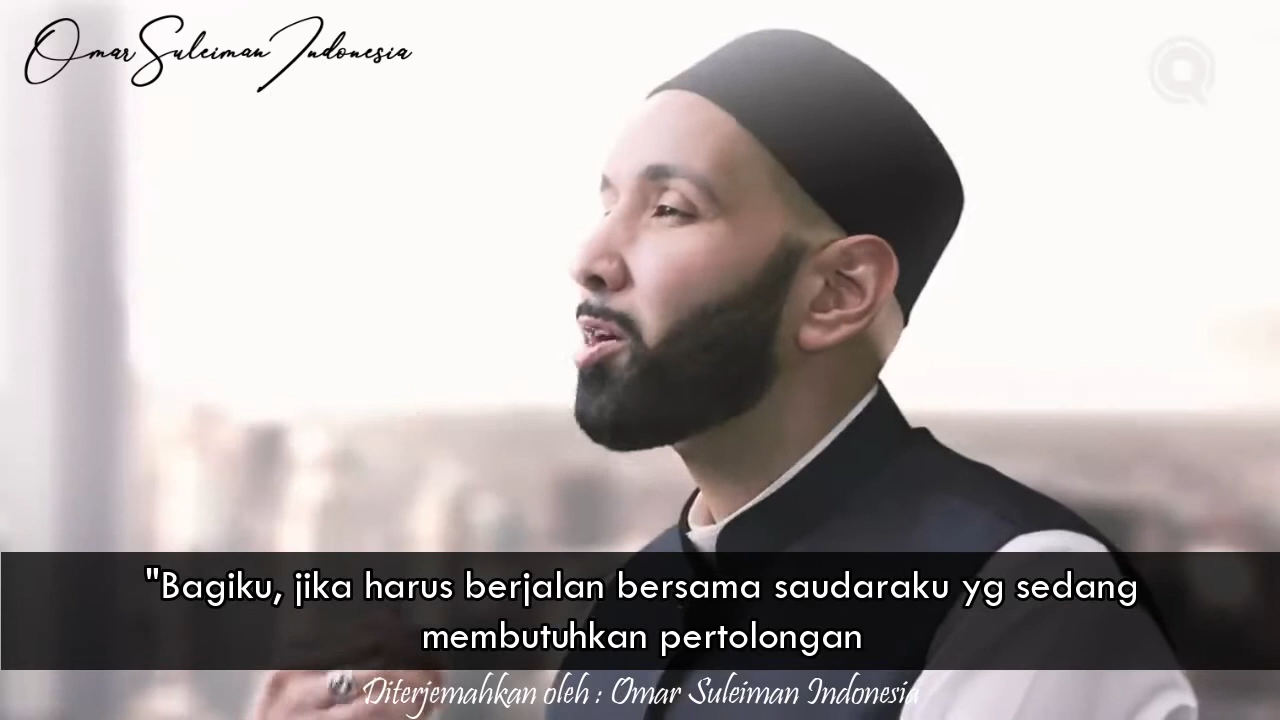 Omar Suleiman Indonesia
"Bagiku, jika harus berjalan bersama saudaraku yg sedang
membutuhkan pertolongan
Diterjemahkan oleh : Omar Suleiman Indonesia